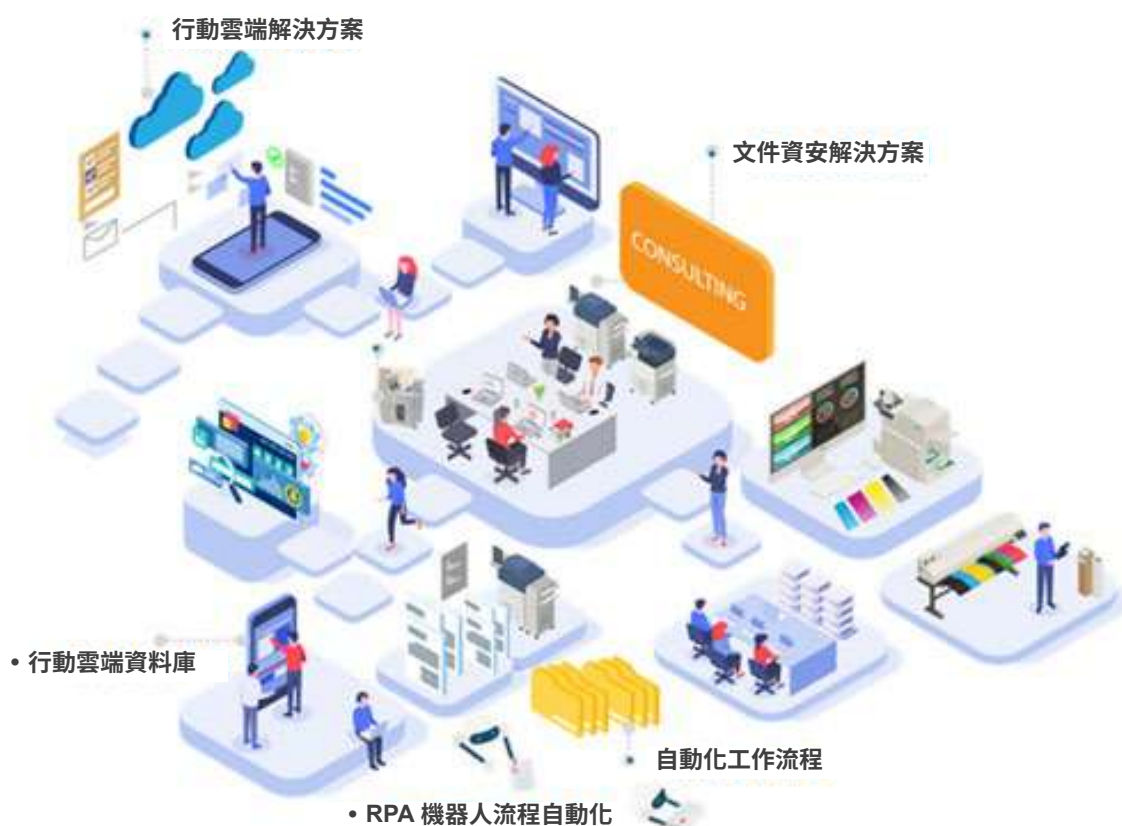 行動雲端解決方案
文件資安解決方案
CONSULTING
• 行動雲端資料庫
自動化工作流程
• RPA 機器人流程自動化